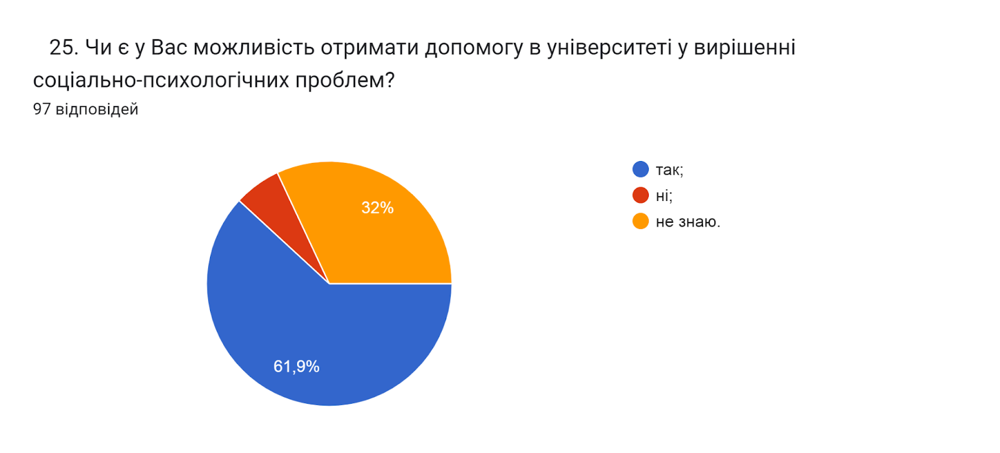 25. Чи є у Вас можливість отримати допомогу в університеті у вирішенні
соціально-психологічних проблем?
97 відповідей
так;
ні;
не знаю.
32%
61,9%